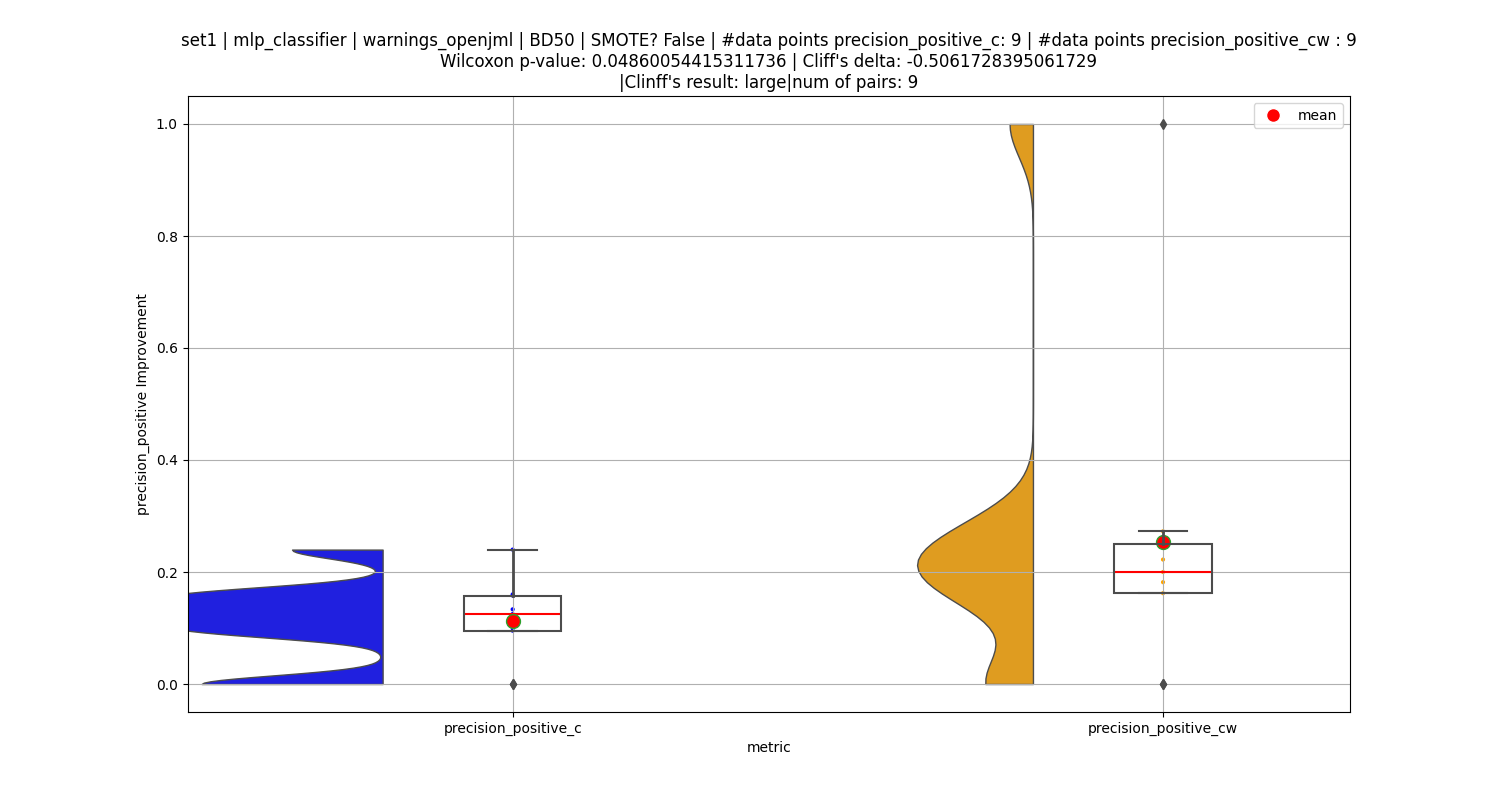 set1 | mlp_classifier | warnings_openjml | BD50 | SMOTE? False | #data points precision_positive_c: 9 | #data points precision_positive_cw : 9
Wilcoxon p-value: 0.04860054415311736 | Cliff's delta: -0.5061728395061729
|Clinff's result: large|num of pairs: 9
mean
1.0
0.8
0.6
0.4
0.2
0.0
precision_positive Improvement
precision_positive_c
precision_positive_cw
metric